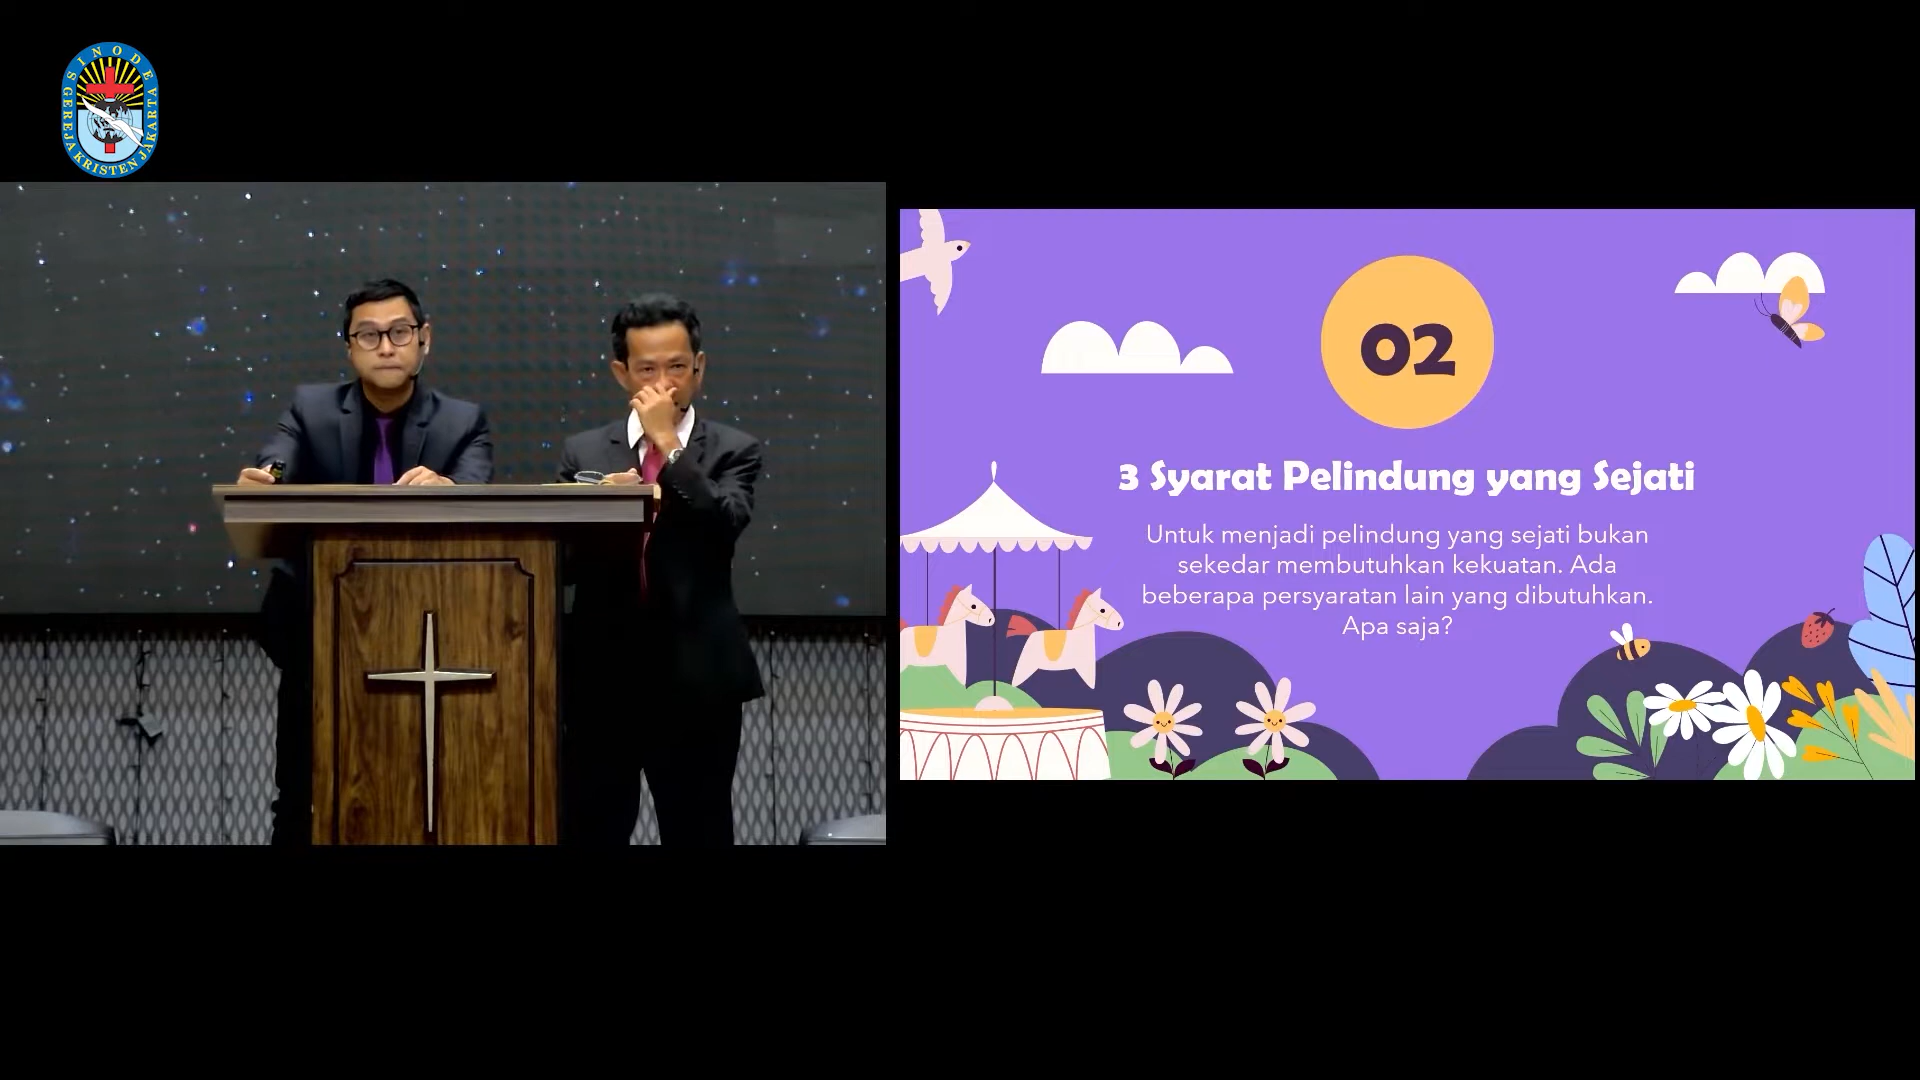 SINODE
GEREJA KRISTEN JAKARTA
02
3 Syarat Pelindung yang Sejati
Untuk menjadi pelindung yang sejati bukan
sekedar membutuhkan kekuatan. Ada
beberapa persyaratan lain yang dibutuhkan.
Apa saja?